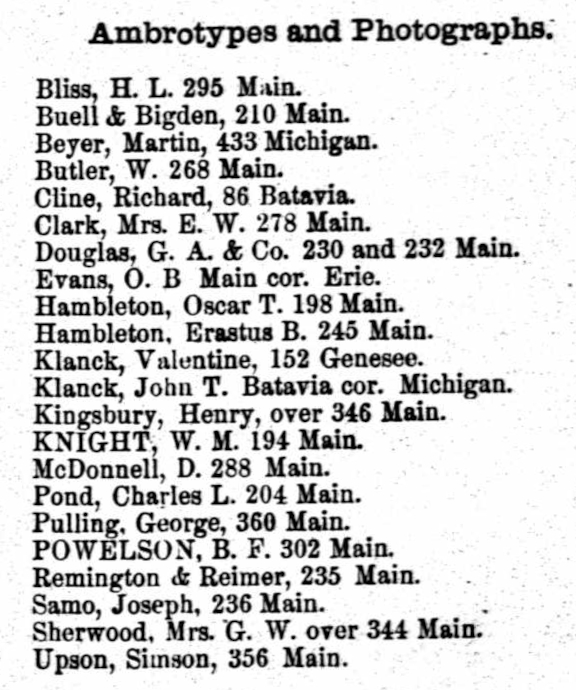 Ambrotypes and Photographs.
Bliss, H. L. 295 Main.
Buell & Bigden, 210 Main.
Beyer, Martin, 433 Michigan.
Butler, W. 268 Main.
Cline, Richard, 86 Batavia.
Clark, Mrs. E. W. 278 Main.
Douglas, G. A. & Co. 230 and 232 Main.
Evans, O. B Main cor. Erie.
Hambleton, Oscar T. 198 Main.
Hambleton, Erastus B. 245 Main.
Klanck, Valentine, 152 Genesee.
Klanck, John T. Batavia cor. Michigan.
Kingsbury, Henry, over 346 Main.
KNIGHT, W. M. 194 Main.
McDonnell, D. 288 Main.
Pond, Charles L. 204 Main.
Pulling, George, 360 Main.
POWELSON, B. F. 302 Main.
Remington & Reimer, 235 Main.
Samo, Joseph, 236 Main.
Sherwood, Mrs. G. W. over 344 Main.
Upson, Simson, 356 Main.